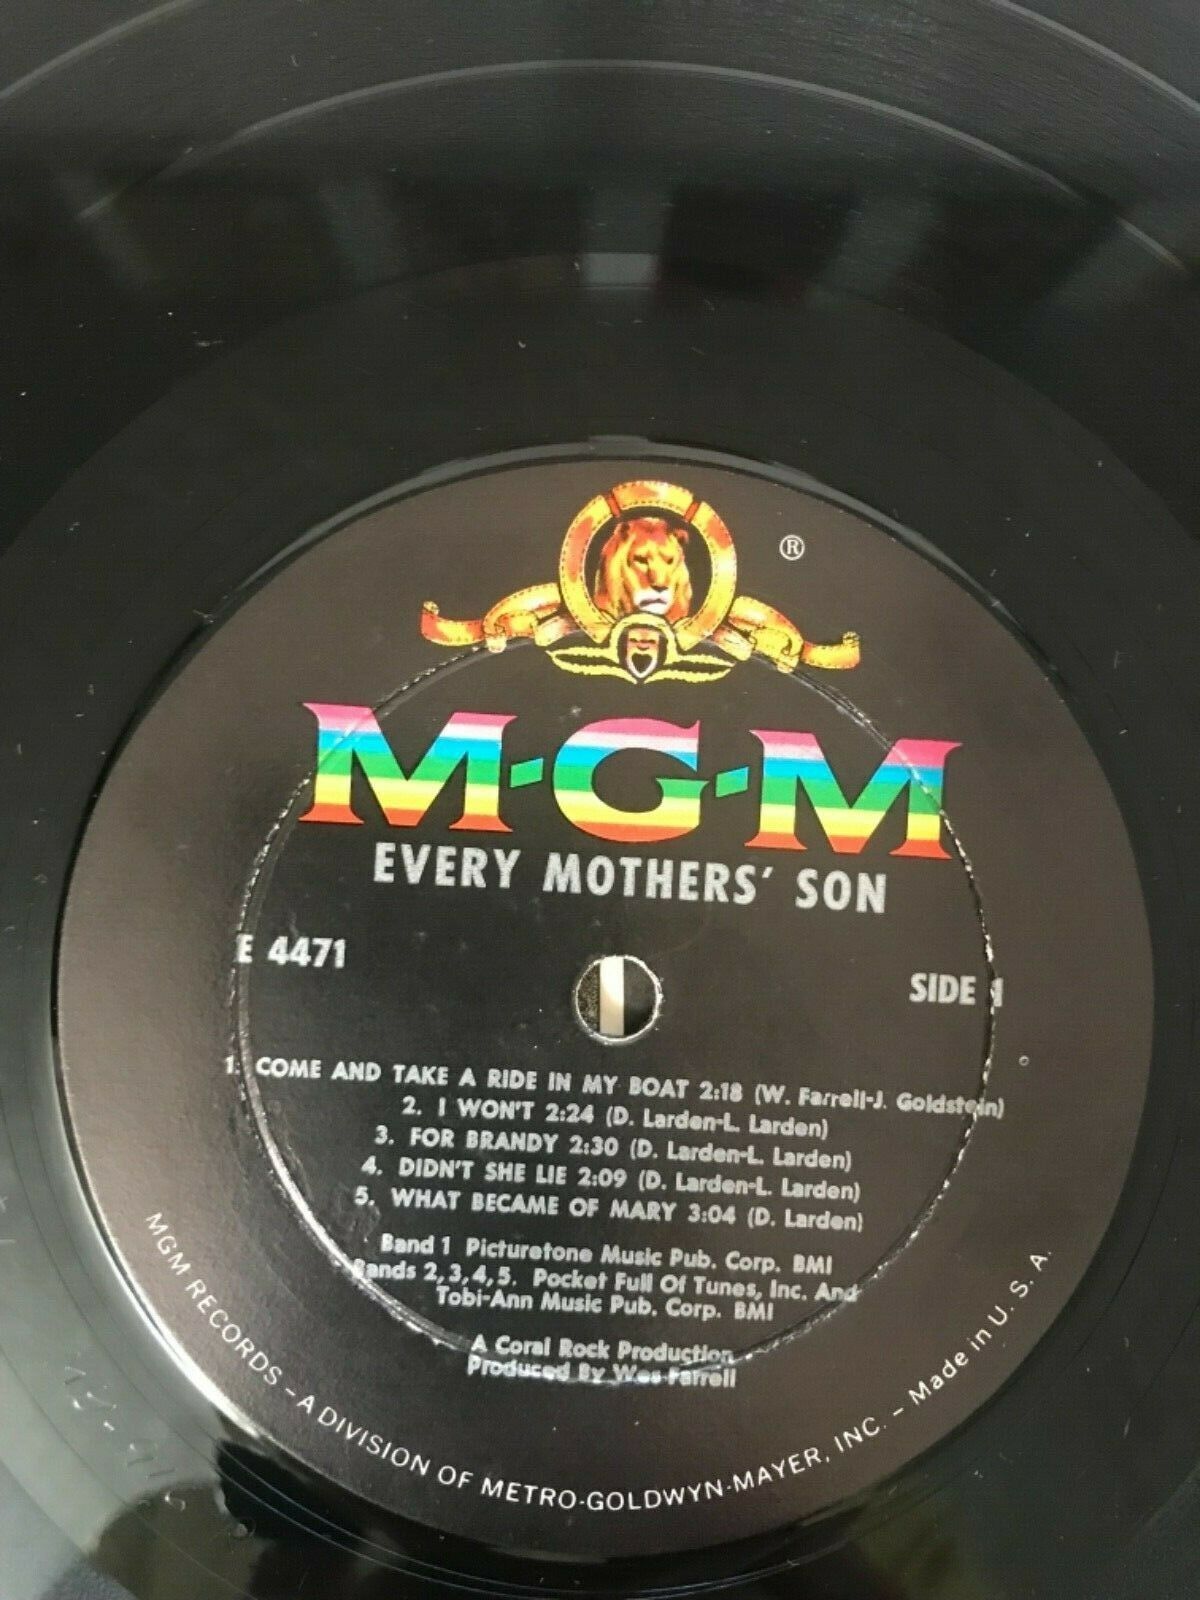 ®
M-G-M
EVERY MOTHERS' SON
E 4471
SIDE 1
1. COME AND TAKE A RIDE IN MY BOAT 2:18 (W. Farrell-J. Goldstein)
2. I WON'T 2:24 (D. Larden-L. Larden)
3. FOR BRANDY 2:30 (D. Larden-L. Larden)
4. DIDN'T SHE LIE 2:09 (D. Larden-L. Larden)
5. WHAT BECAME OF MARY 3:04 (D. Larden)
Band 1 Picturetone Music Pub. Corp. BMI
Bands 2,3,4,5. Pocket Full Of Tunes, Inc. And
Tobi-Ann Music Pub. Corp. BMI
A Coral Rock Production
Produced By Wes Farrell
MGM RECORDS – A DIVISION OF METRO-GOLDWYN-MAYER, INC. – Made in U. S. A.